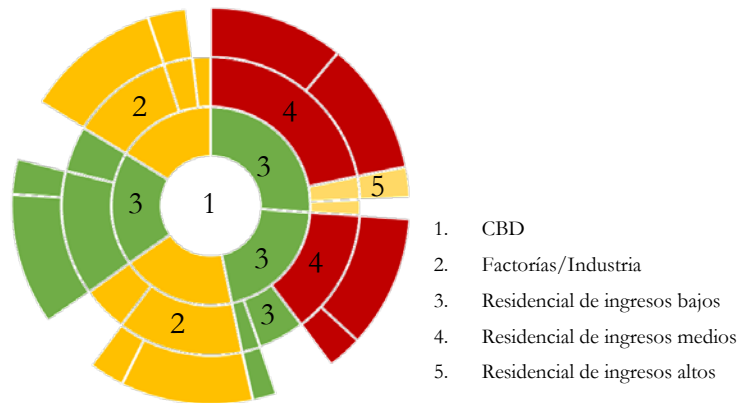 2
4
3
5
3
1
3
4
3
2
1. CBD
2. Factorías/Industria
3. Residencial de ingresos bajos
4. Residencial de ingresos medios
5. Residencial de ingresos altos